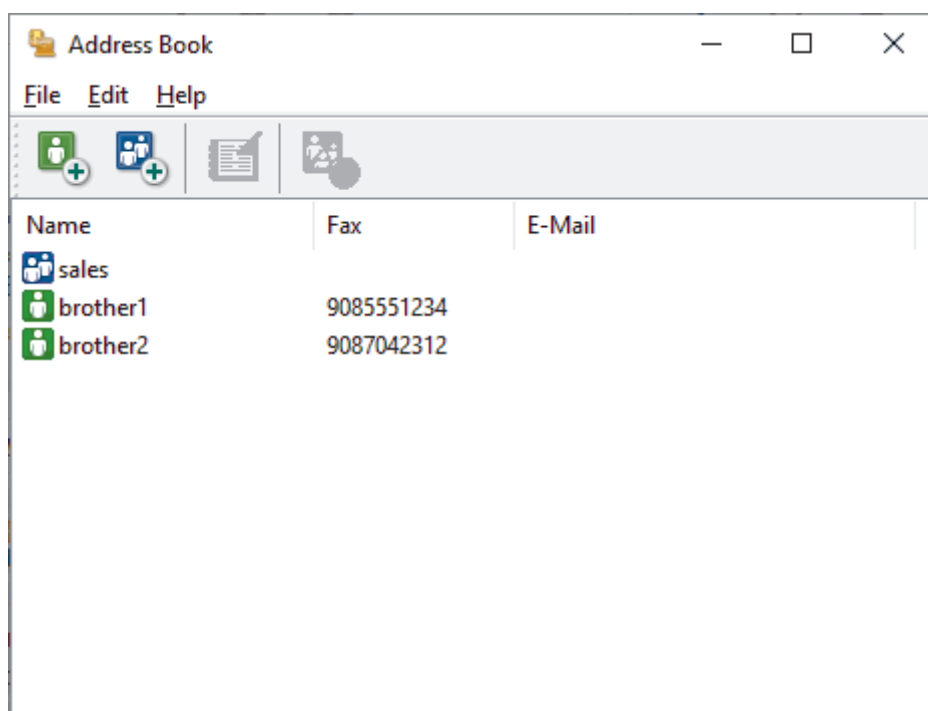 Address Book
File Edit Help
Name Fax E-Mail
sales
brother1 9085551234
brother2 9087042312